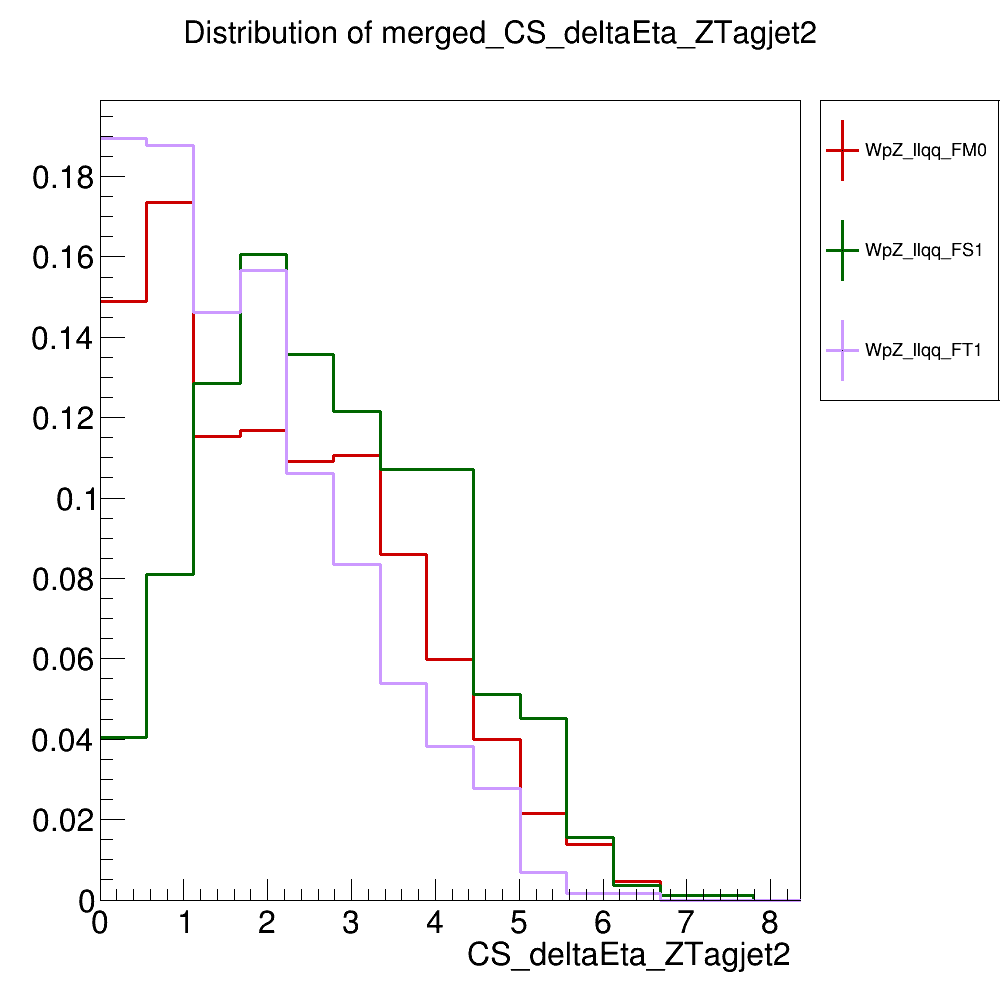 Distribution of merged_CS_deltaEta_ZTagjet2
WpZ_llqq_FM0
WpZ_llqq_FS1
WpZ_llqq_FT1
0.18
0.16
0.14
0.12
0.1
0.08
0.06
0.04
0.02
0
0 1 2 3 4 5 6 7 8
CS_deltaEta_ZTagjet2